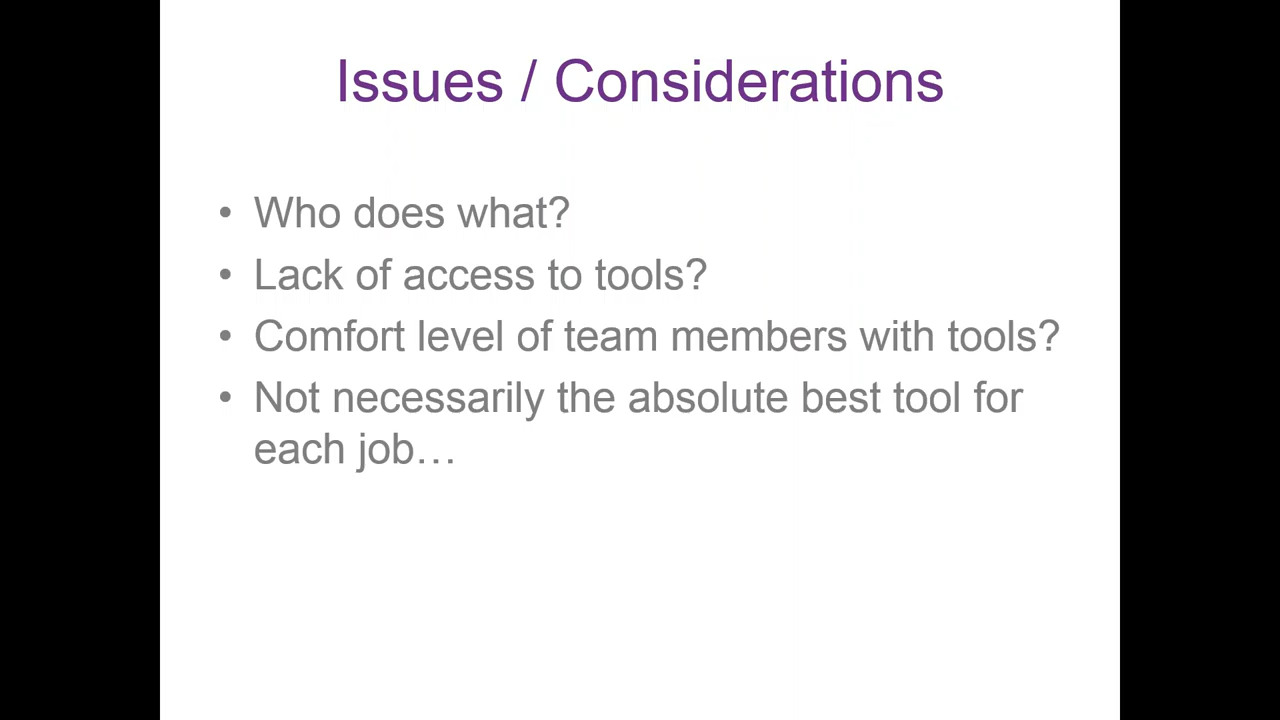 Issues / Considerations
• Who does what?
• Lack of access to tools?
• Comfort level of team members with tools?
• Not necessarily the absolute best tool for
each job…